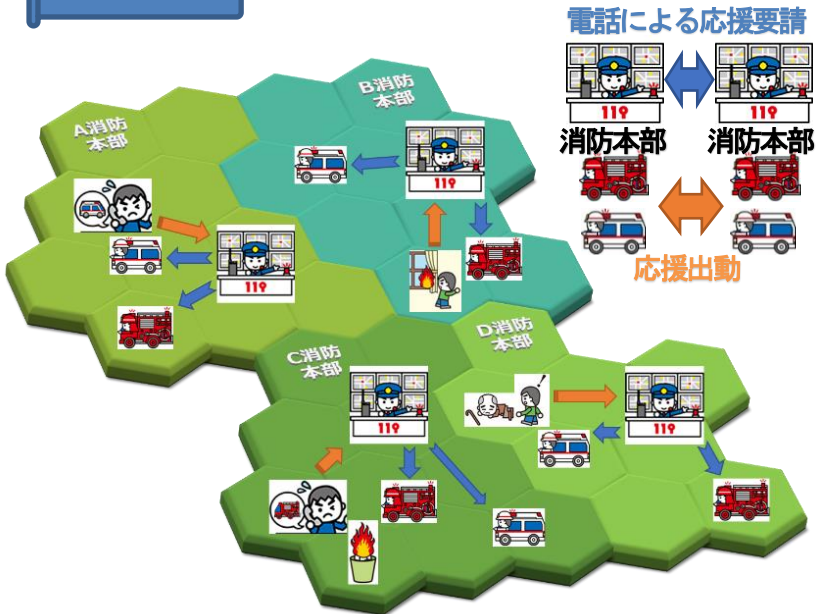 電話による応援要請
119
119
消防本部
消防本部
応援出動
A消防
本部
B消防
本部
119
119
C消防
本部
D消防
本部
119
119